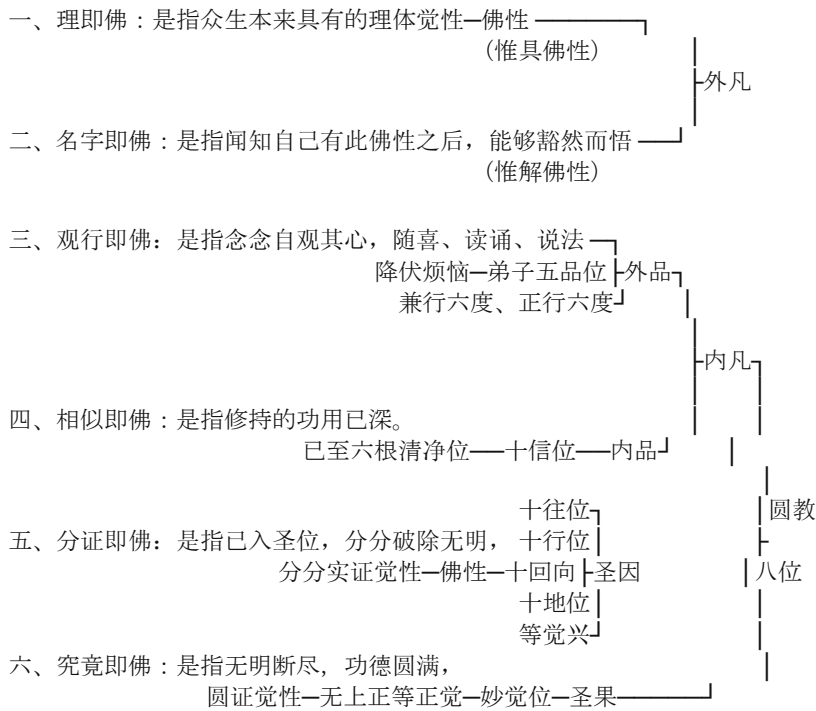 一、理即佛：是指众生本来具有的理体觉性—佛性
(惟具佛性)
外凡
二、名字即佛：是指闻知自己有此佛性之后，能够豁然而悟
(惟解佛性)
三、观行即佛：是指念念自观其心，随喜、读诵、说法
降伏烦恼—弟子五品位 外品
兼行六度、正行六度
内凡
四、相似即佛：是指修持的功用已深。
已至六根清净位——十信位——内品
十往位 圆教
五、分证即佛：是指已入圣位，分分破除无明， 十行位
分分实证觉性—佛性—十回向 圣因 八位
十地位
等觉兴
六、究竟即佛：是指无明断尽，功德圆满，
圆证觉性—无上正等正觉—妙觉位—圣果